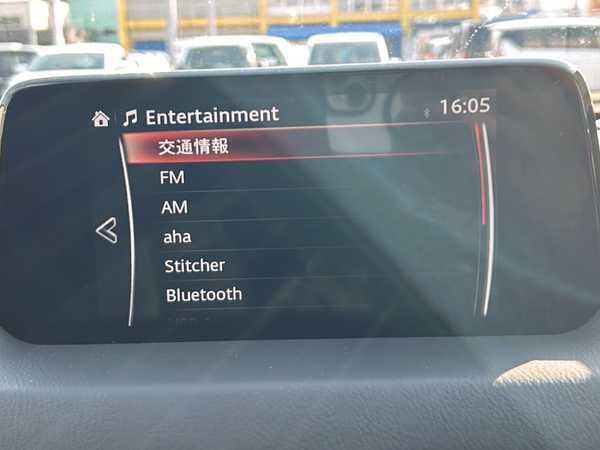 Entertainment
16:05
交通情報
FM
AM
aha
Stitcher
Bluetooth